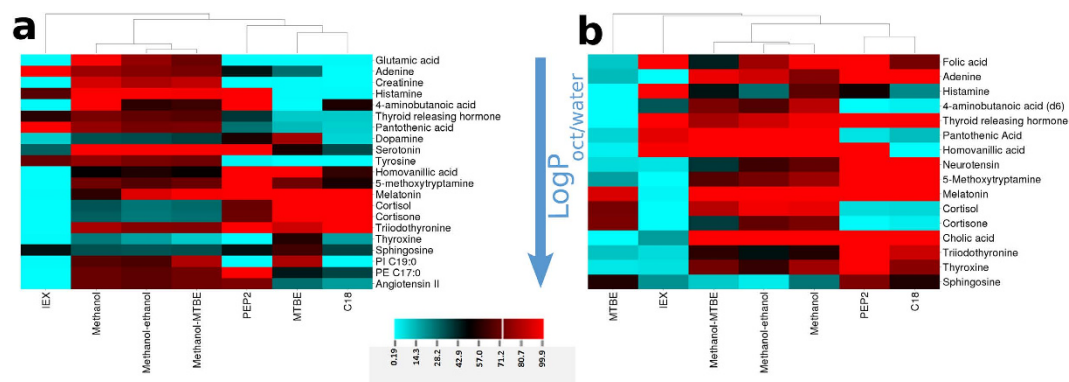 a
Glutamic acid
Adenine
Creatinine
Histamine
4-aminobutanoic acid
Thyroid releasing hormone
Pantothenic acid
Dopamine
Serotonin
Tyrosine
Homovanillic acid
5-methoxytryptamine
Melatonin
Cortisol
Cortisone
Triiodothyronine
Thyroxine
Sphingosine
PI C19:0
PE C17:0
Angiotensin II
IEX
Methanol
Methanol-ethanol
Methanol-MTBE
PEP2
MTBE
C18
LogP oct/water
0.19
14.3
28.2
42.9
57.0
71.2
80.7
99.9
b
Folic acid
Adenine
Histamine
4-aminobutanoic acid (d6)
Thyroid releasing hormone
Pantothenic Acid
Homovanillic acid
Neurotensin
5-Methoxytryptamine
Melatonin
Cortisol
Cortisone
Cholic acid
Triiodothyronine
Thyroxine
Sphingosine
MTBE
IEX
Methanol-MTBE
Methanol-ethanol
Methanol
PEP2
C18